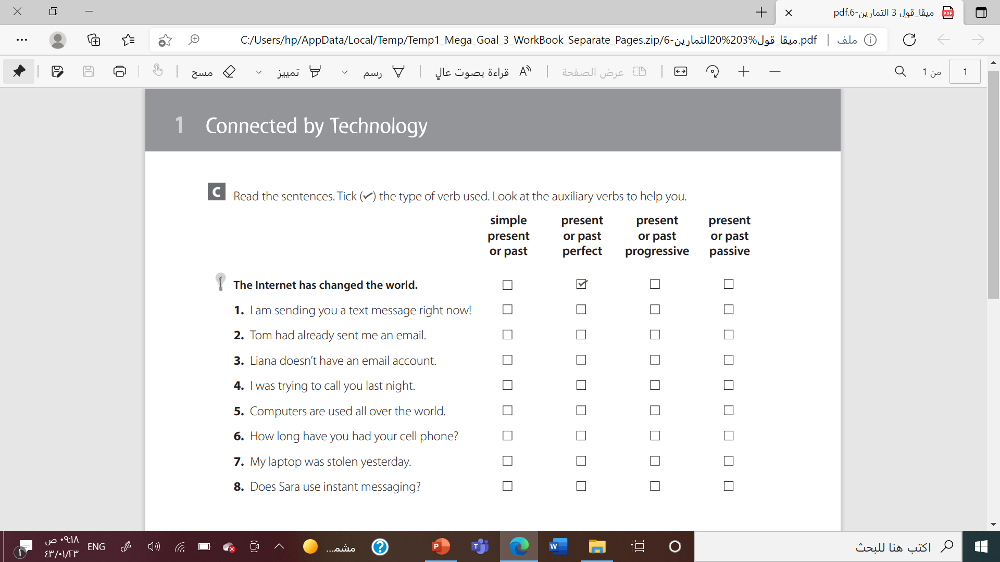 ميقا_قول 3 التمارين-6.pdf
C:/Users/hp/AppData/Local/Temp/Temp1_Mega_Goal_3_WorkBook_Separate_Pages.zip/6-ميقا_قول%203%20التمارين.pdf
ملف
1 من 1
عرض الصفحة
قراءة بصوت عالٍ
رسم
تمييز
مسح
1 Connected by Technology
C Read the sentences. Tick (✔) the type of verb used. Look at the auxiliary verbs to help you.
simple present or past
present or past perfect
present or past progressive
present or past passive
The Internet has changed the world.
1. I am sending you a text message right now!
2. Tom had already sent me an email.
3. Liana doesn’t have an email account.
4. I was trying to call you last night.
5. Computers are used all over the world.
6. How long have you had your cell phone?
7. My laptop was stolen yesterday.
8. Does Sara use instant messaging?
اكتب هنا للبحث
مشم...
ENG
٠٩:١٨ ص
٤٣/٠١/٢٣
١